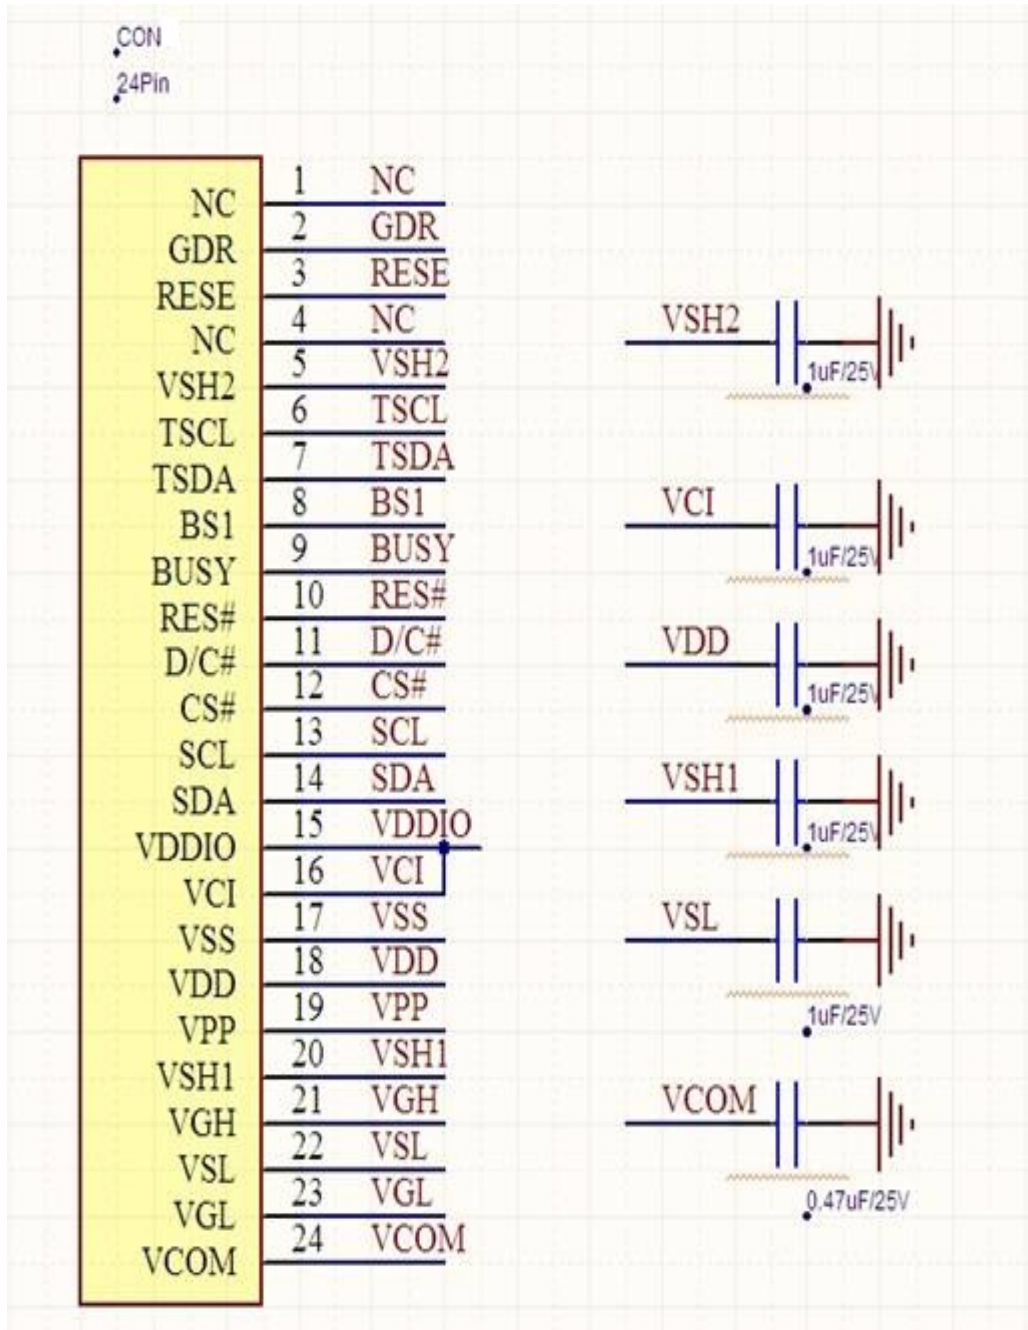 CON
24Pin
NC 1 NC
GDR 2 GDR
RESE 3 RESE
NC 4 NC
VSH2 5 VSH2
TSCL 6 TSCL
TSDA 7 TSDA
BS1 8 BS1
BUSY 9 BUSY
RES# 10 RES#
D/C# 11 D/C#
CS# 12 CS#
SCL 13 SCL
SDA 14 SDA
VDDIO 15 VDDIO
VCI 16 VCI
VSS 17 VSS
VDD 18 VDD
VPP 19 VPP
VSH1 20 VSH1
VGH 21 VGH
VSL 22 VSL
VGL 23 VGL
VCOM 24 VCOM
VSH2
1uF/25V
VCI
1uF/25V
VDD
1uF/25V
VSH1
1uF/25V
VSL
1uF/25V
VCOM
0.47uF/25V